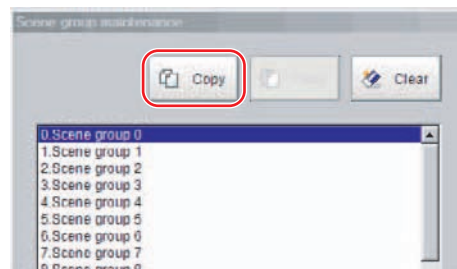 Scene group maintenance
Copy
Clear
0.Scene group 0
1.Scene group 1
2.Scene group 2
3.Scene group 3
4.Scene group 4
5.Scene group 5
6.Scene group 6
7.Scene group 7